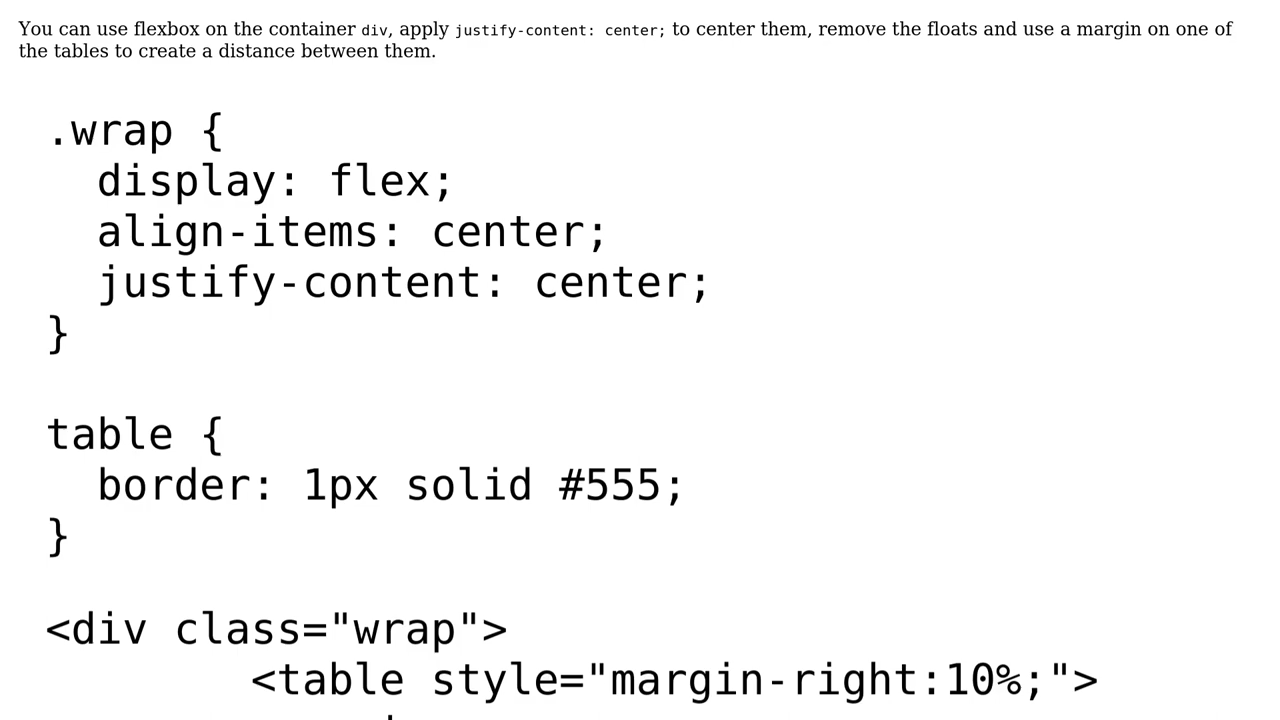 You can use flexbox on the container div, apply justify-content: center; to center them, remove the floats and use a margin on one of
the tables to create a distance between them.
.wrap {
  display: flex;
  align-items: center;
  justify-content: center;
}
table {
  border: 1px solid #555;
}
<div class="wrap">
        <table style="margin-right:10%;">